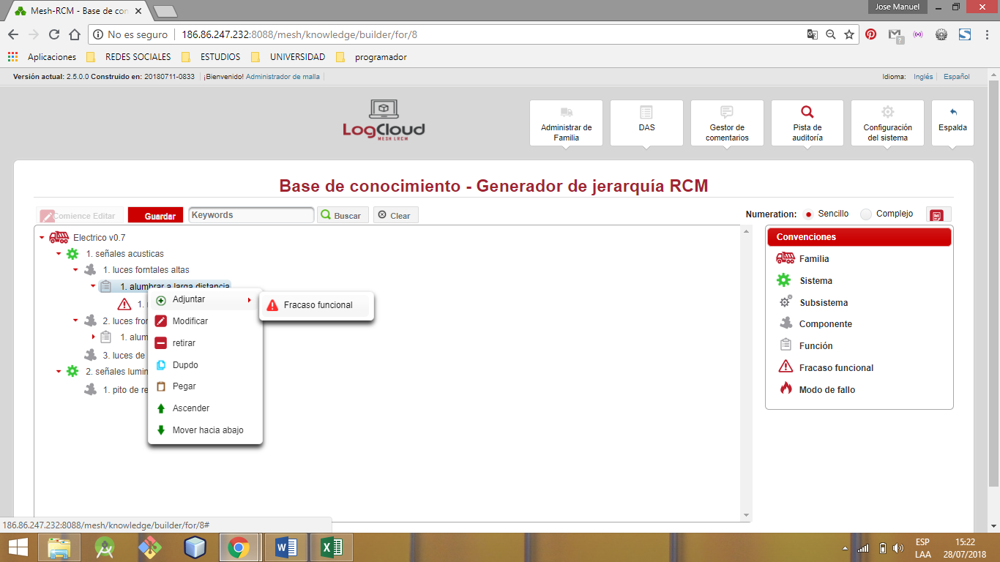 Mesh-RCM - Base de con
Jose Manuel
No es seguro 186.86.247.232:8088/mesh/knowledge/builder/for/8
Aplicaciones REDES SOCIALES ESTUDIOS UNIVERSIDAD programador
Versión actual: 2.5.0.0 Construido en: 20180711-0833 ¡Bienvenido! Administrador de malla
Idioma: Inglés Español
LogCloud
MESH LRCM
Administrar de
Familia
DAS
Gestor de
comentarios
Pista de
auditoría
Configuración
del sistema
Espalda
Base de conocimiento - Generador de jerarquía RCM
Comience Editar Guardar Keywords Buscar Clear
Numeration: Sencillo Complejo
Electrico v0.7
1. señales acusticas
1. luces forntales altas
1. alumbrar a larga distancia
1.
2. luces fron
1. alum
3. luces de
2. señales lumin
1. pito de re
Adjuntar
Modificar
retirar
Dupdo
Pegar
Ascender
Mover hacia abajo
Fracaso funcional
Convenciones
Familia
Sistema
Subsistema
Componente
Función
Fracaso funcional
Modo de fallo
186.86.247.232:8088/mesh/knowledge/builder/for/8#
ESP
LAA
15:22
28/07/2018